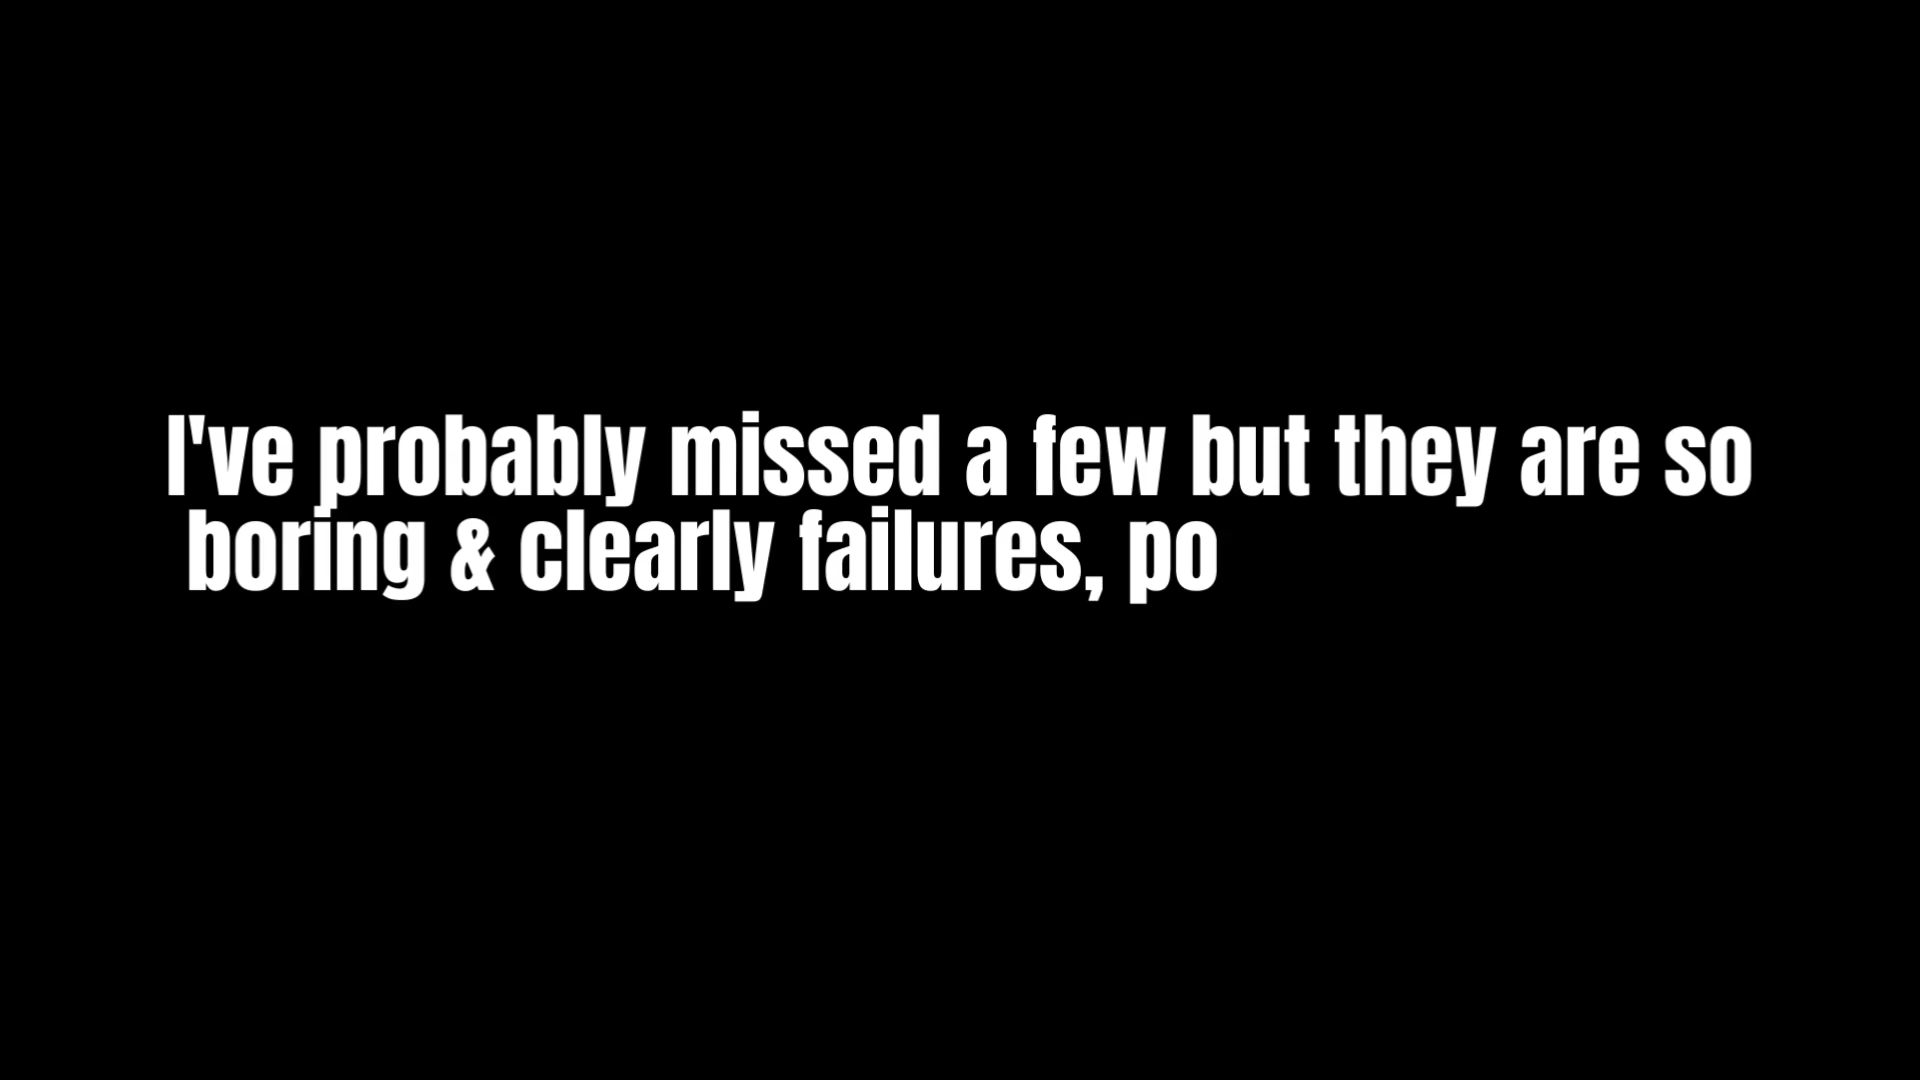 I've probably missed a few but they are so
boring & clearly failures, po